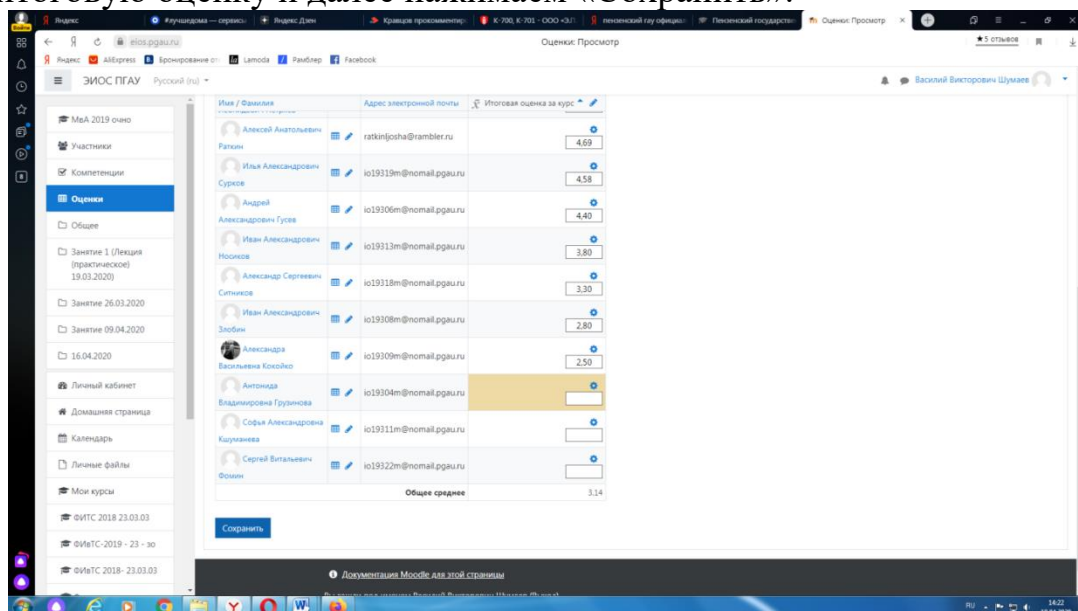 итоговую оценку и далее нажимаем «Сохранить».
Яндекс
#лучшедома — сервисы
Яндекс Дзен
Кравцов прокомментир
К-700, К-701 - ООО «З.Г.
пензенский гау официал
Пензенский государствен
Оценки: Просмотр
eios.pgau.ru
Оценки: Просмотр
★5 отзывов
Яндекс
AliExpress
Бронирование от
Lamoda
Рамблер
Facebook
ЭИОС ПГАУ
Русский (ru)
Василий Викторович Шумаев
МвА 2019 очно
Участники
Компетенции
Оценки
Общее
Занятие 1 (Лекция
(практическое)
19.03.2020)
Занятие 26.03.2020
Занятие 09.04.2020
16.04.2020
Личный кабинет
Домашняя страница
Календарь
Личные файлы
Мои курсы
ФИТС 2018 23.03.03
ФИвТС-2019 - 23 - зо
ФИвТС 2018- 23.03.03
Имя / Фамилия
Адрес электронной почты
Итоговая оценка за курс
Алексей Анатольевич
Раткин
ratkinljosha@rambler.ru
4,69
Илья Александрович
Сурков
io19319m@nomail.pgau.ru
4,58
Андрей
Александрович Гусев
io19306m@nomail.pgau.ru
4,40
Иван Александрович
Носиков
io19313m@nomail.pgau.ru
3,80
Александр Сергеевич
Ситников
io19318m@nomail.pgau.ru
3,30
Иван Александрович
Злобин
io19308m@nomail.pgau.ru
2,80
Александра
Васильевна Кокойко
io19309m@nomail.pgau.ru
2,50
Антонида
Владимировна Грузинова
io19304m@nomail.pgau.ru
Софья Александровна
Кшуманева
io19311m@nomail.pgau.ru
Сергей Витальевич
Фомин
io19322m@nomail.pgau.ru
Общее среднее
3,14
Сохранить
Документация Moodle для этой страницы
RU
14:22